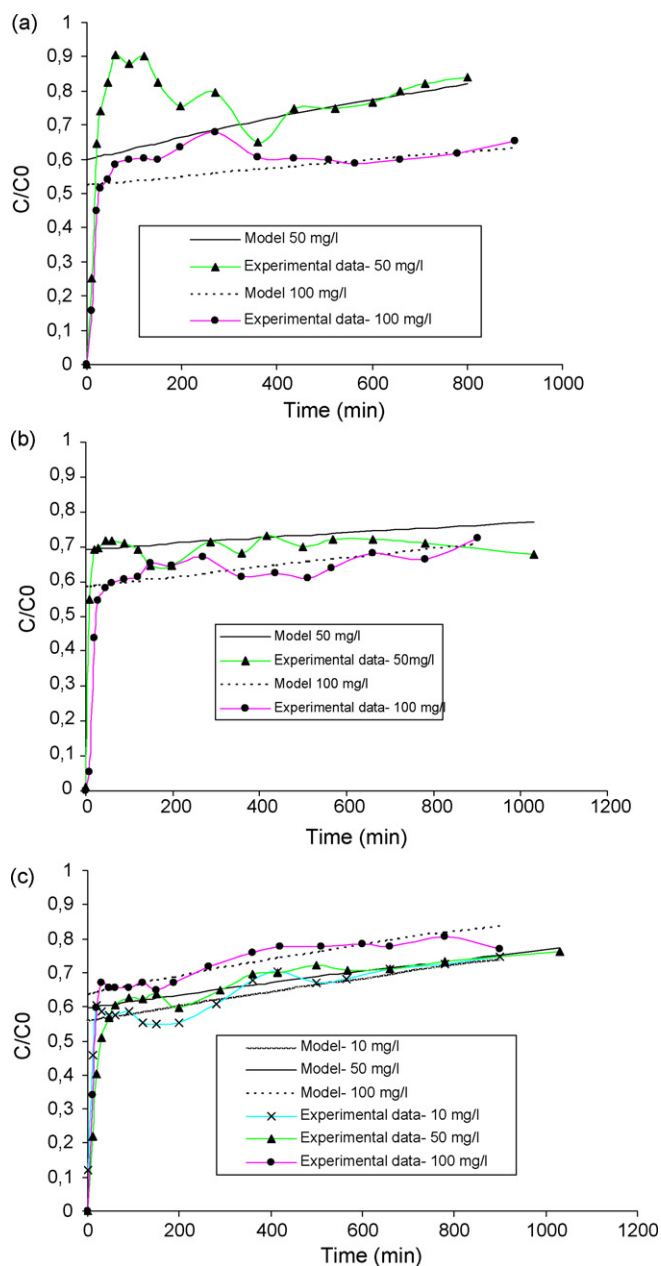 (a)
1
0,9
0,8
0,7
0,6
0,5
0,4
0,3
0,2
0,1
0
C/C0
Model 50 mg/l
Experimental data- 50 mg/l
Model 100 mg/l
Experimental data- 100 mg/l
0 200 400 600 800 1000
Time (min)
(b)
1
0,9
0,8
0,7
0,6
0,5
0,4
0,3
0,2
0,1
0
C/C0
Model 50 mg/l
Experimental data- 50mg/l
Model 100 mg/l
Experimental data- 100 mg/l
0 200 400 600 800 1000 1200
Time (min)
(c)
1
0,9
0,8
0,7
0,6
0,5
0,4
0,3
0,2
0,1
0
C/C0
Model- 10 mg/l
Model- 50 mg/l
Model- 100 mg/l
Experimental data- 10 mg/l
Experimental data- 50 mg/l
Experimental data- 100 mg/l
0 200 400 600 800 1000 1200
Time (min)